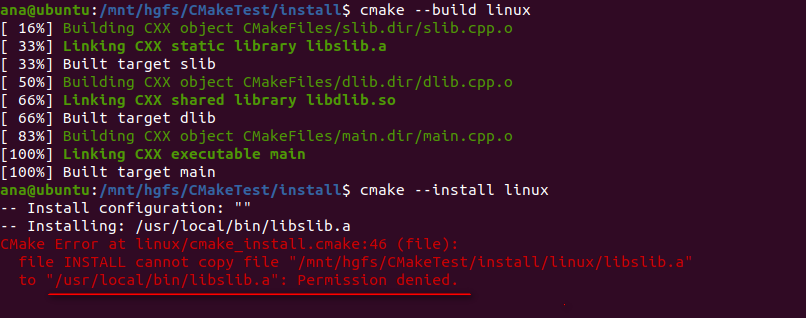 ana@ubuntu:/mnt/hgfs/CMakeTest/install$ cmake --build linux
[ 16%] Building CXX object CMakeFiles/slib.dir/slib.cpp.o
[ 33%] Linking CXX static library libslib.a
[ 33%] Built target slib
[ 50%] Building CXX object CMakeFiles/dlib.dir/dlib.cpp.o
[ 66%] Linking CXX shared library libdlib.so
[ 66%] Built target dlib
[ 83%] Building CXX object CMakeFiles/main.dir/main.cpp.o
[100%] Linking CXX executable main
[100%] Built target main
ana@ubuntu:/mnt/hgfs/CMakeTest/install$ cmake --install linux
-- Install configuration: ""
-- Installing: /usr/local/bin/libslib.a
CMake Error at linux/cmake_install.cmake:46 (file):
  file INSTALL cannot copy file "/mnt/hgfs/CMakeTest/install/linux/libslib.a"
  to "/usr/local/bin/libslib.a": Permission denied.